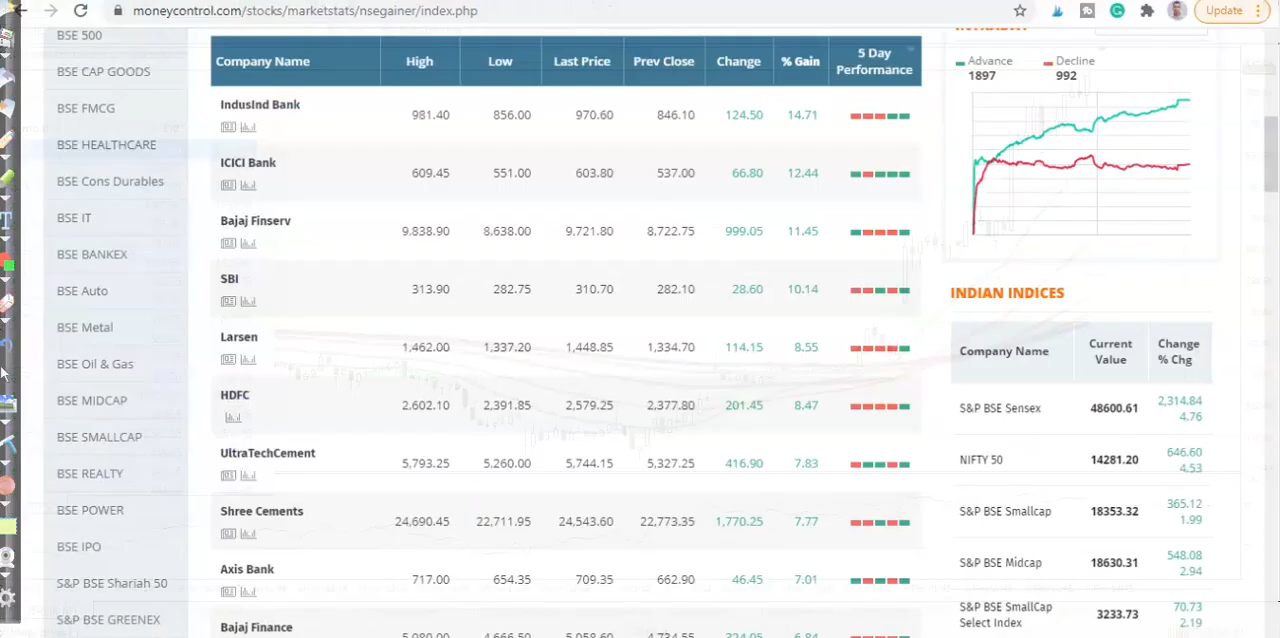 moneycontrol.com/stocks/marketstats/nsegainer/index.php
Update
BSE 500
BSE CAP GOODS
BSE FMCG
BSE HEALTHCARE
BSE Cons Durables
BSE IT
BSE BANKEX
BSE Auto
BSE Metal
BSE Oil & Gas
BSE MIDCAP
BSE SMALLCAP
BSE REALTY
BSE POWER
BSE IPO
S&P BSE Shariah 50
S&P BSE GREENEX
Company Name High Low Last Price Prev Close Change % Gain 5 Day Performance
IndusInd Bank 981.40 856.00 970.60 846.10 124.50 14.71
ICICI Bank 609.45 551.00 603.80 537.00 66.80 12.44
Bajaj Finserv 9,838.90 8,638.00 9,721.80 8,722.75 999.05 11.45
SBI 313.90 282.75 310.70 282.10 28.60 10.14
Larsen 1,462.00 1,337.20 1,448.85 1,334.70 114.15 8.55
HDFC 2,602.10 2,391.85 2,579.25 2,377.80 201.45 8.47
UltraTechCement 5,793.25 5,260.00 5,744.15 5,327.25 416.90 7.83
Shree Cements 24,690.45 22,711.95 24,543.60 22,773.35 1,770.25 7.77
Axis Bank 717.00 654.35 709.35 662.90 46.45 7.01
Bajaj Finance
Advance Decline
1897 992
INDIAN INDICES
Company Name Current Value Change % Chg
S&P BSE Sensex 48600.61 2,314.84 4.76
NIFTY 50 14281.20 646.60 4.53
S&P BSE Smallcap 18353.32 365.12 1.99
S&P BSE Midcap 18630.31 548.08 2.94
S&P BSE SmallCap Select Index 3233.73 70.73 2.19